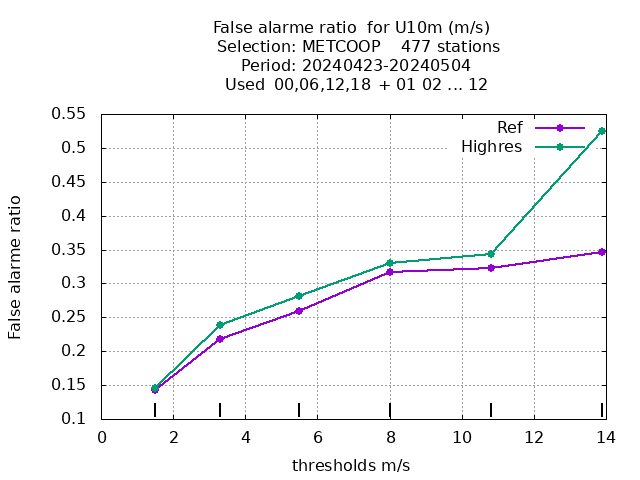 False alarme ratio  for U10m (m/s)
Selection: METCOOP    477 stations
Period: 20240423-20240504
Used  00,06,12,18  + 01 02 ... 12
0.55
0.5
0.45
0.4
0.35
0.3
0.25
0.2
0.15
0.1
Ref
Highres
False alarme ratio
0 2 4 6 8 10 12 14
thresholds m/s